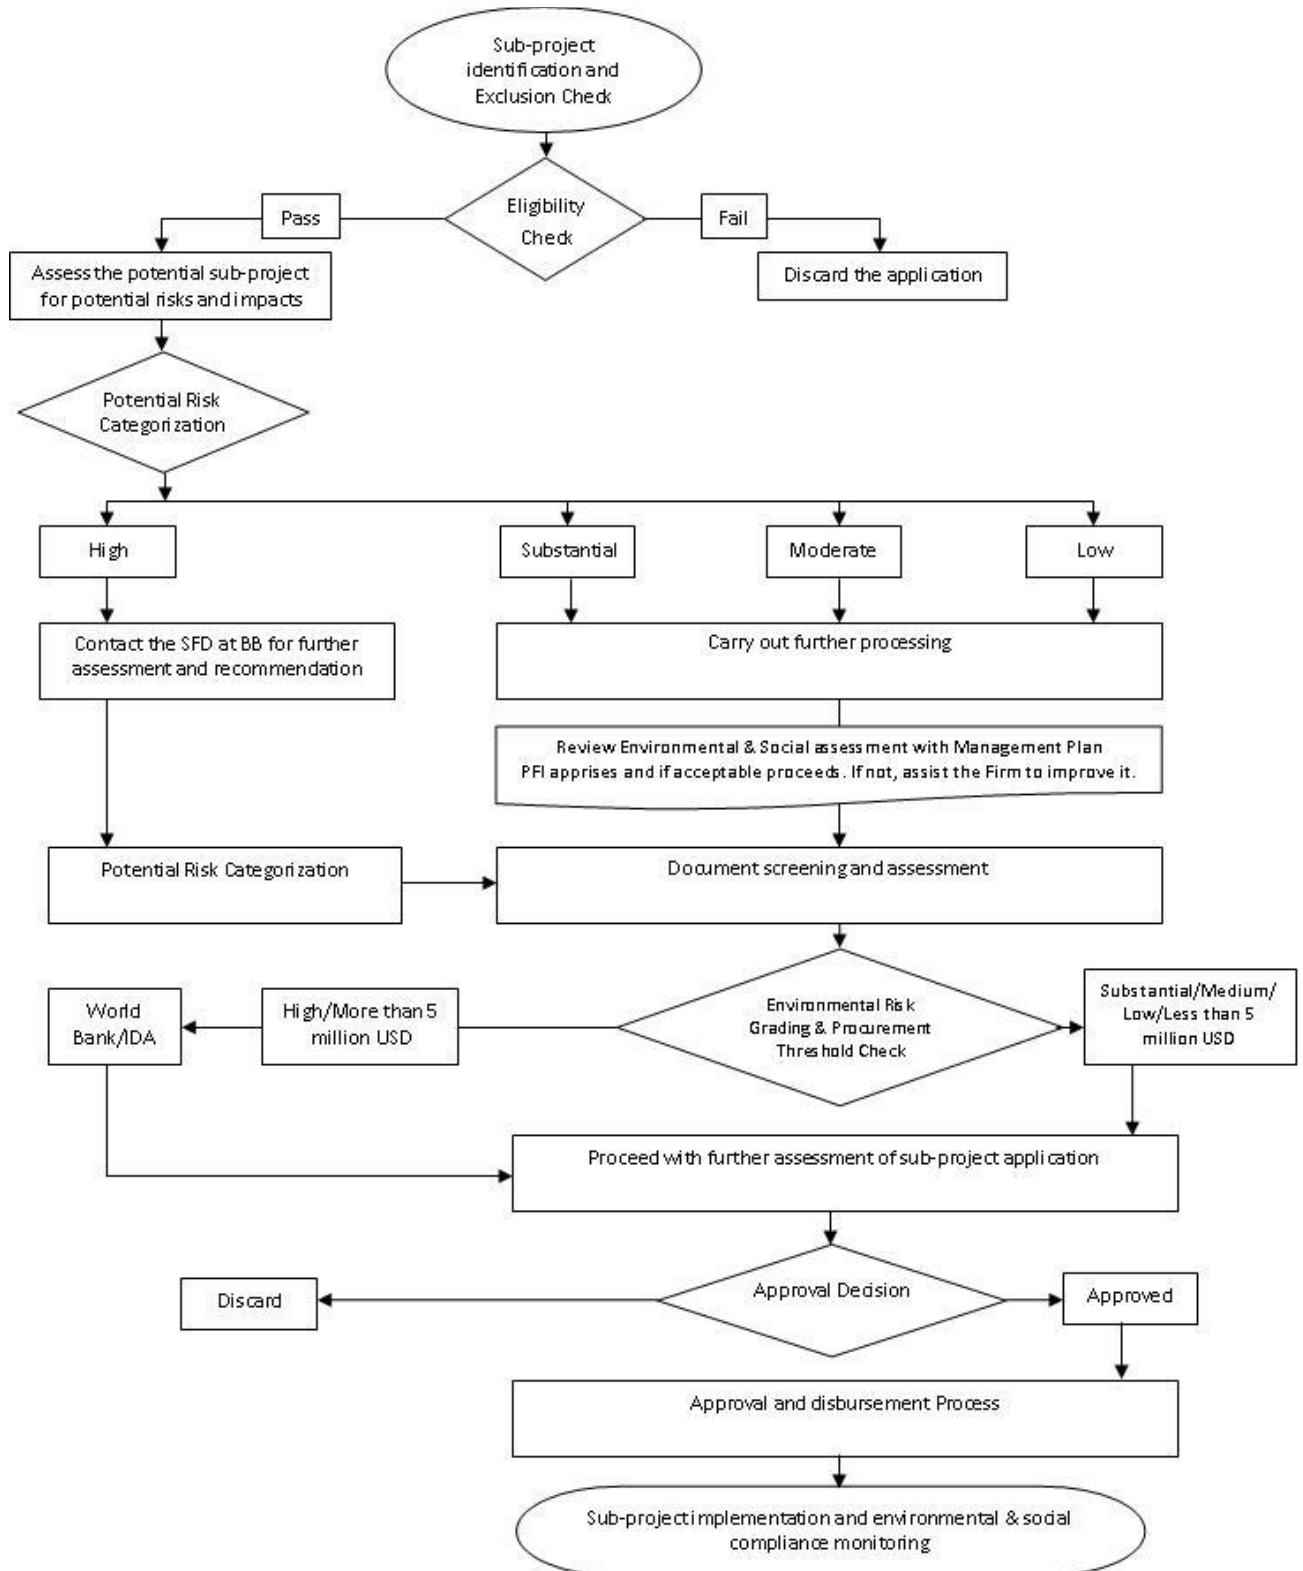 Sub-project
identification and
Exclusion Check
Eligibility
Check
Pass
Fail
Assess the potential sub-project
for potential risks and impacts
Discard the application
Potential Risk
Categorization
High
Substantial
Moderate
Low
Contact the SFD at BB for further
assessment and recommendation
Carry out further processing
Review Environmental & Social assessment with Management Plan
PFI apprises and if acceptable proceeds. If not, assist the Firm to improve it.
Potential Risk Categorization
Document screening and assessment
World
Bank/IDA
High/More than 5
million USD
Environmental Risk
Grading & Procurement
Threshold Check
Substantial/Medium/
Low/Less than 5
million USD
Proceed with further assessment of sub-project application
Discard
Approval Decision
Approved
Approval and disbursement Process
Sub-project implementation and environmental & social
compliance monitoring